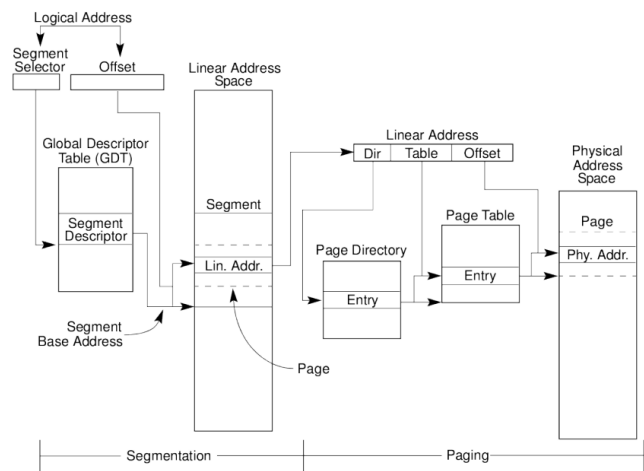 Logical Address
Segment
Selector
Offset
Linear Address
Space
Global Descriptor
Table (GDT)
Segment
Descriptor
Segment
Lin. Addr.
Segment
Base Address
Page
Linear Address
Dir
Table
Offset
Page Directory
Entry
Page Table
Entry
Physical
Address
Space
Page
Phy. Addr.
Segmentation
Paging